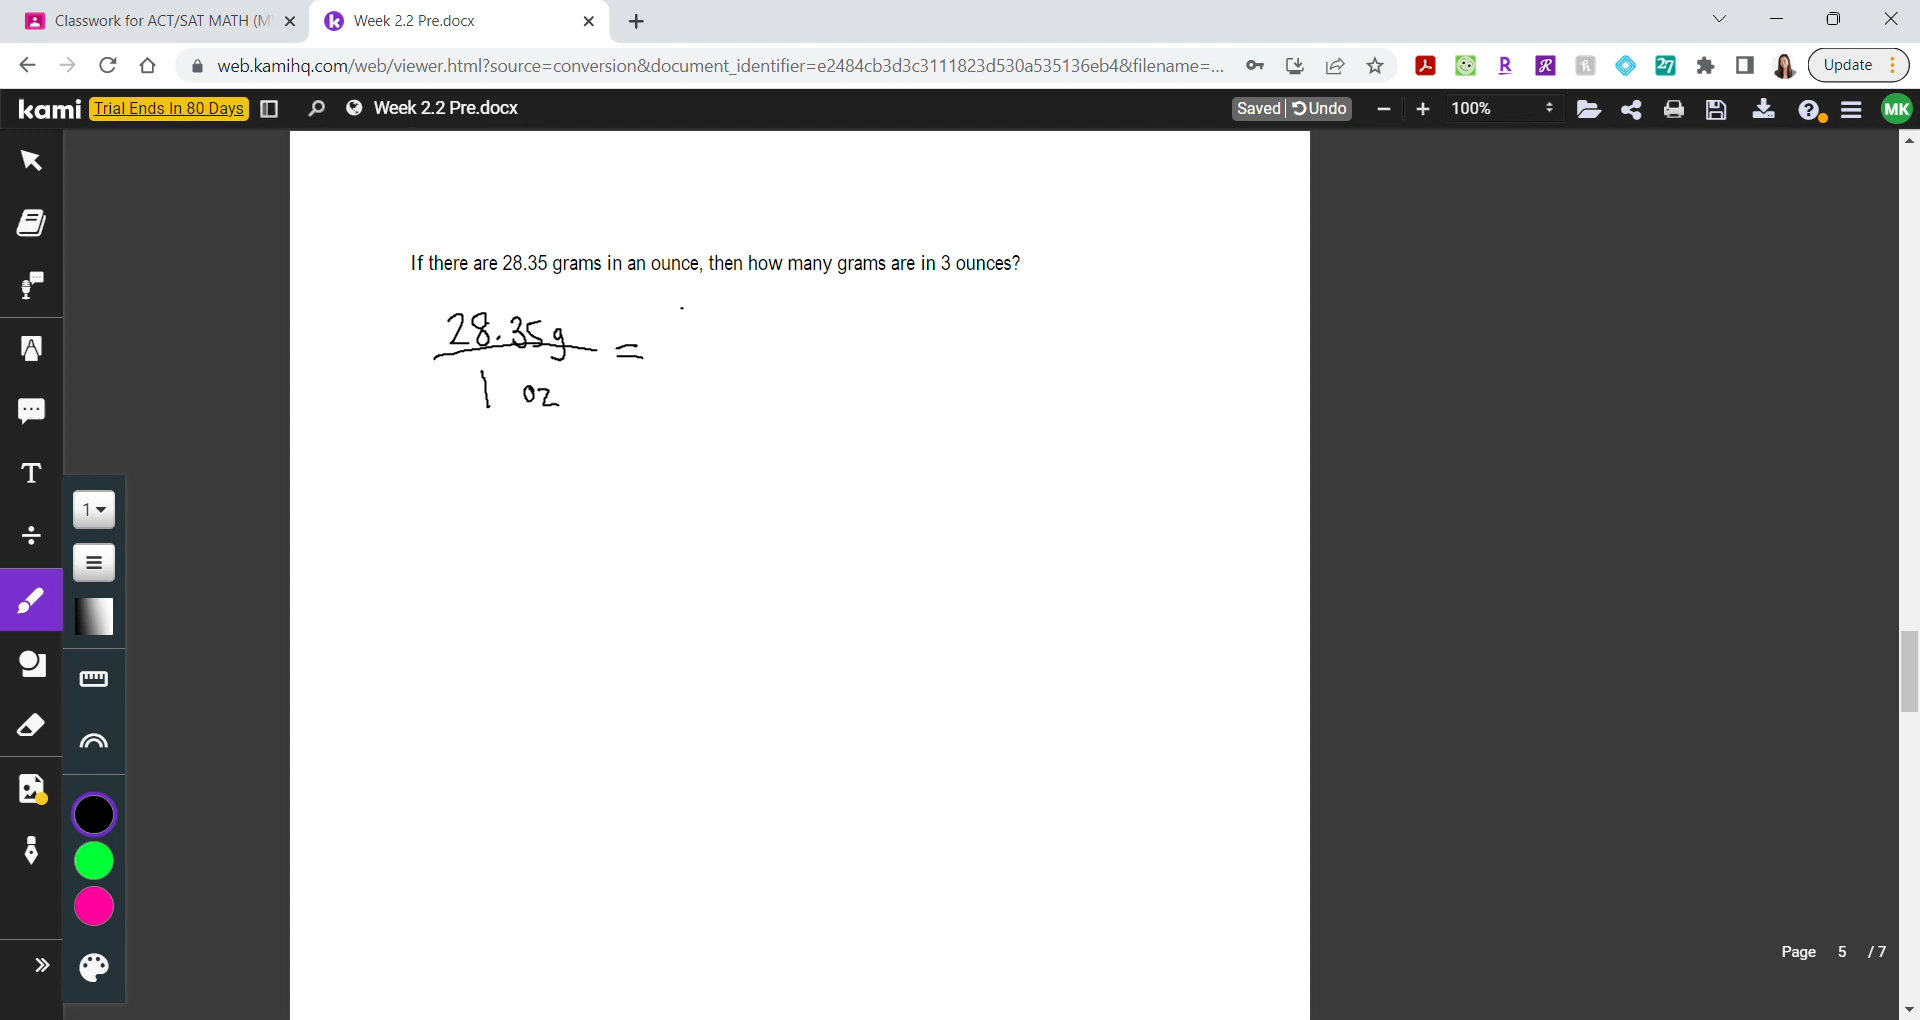 Classwork for ACT/SAT MATH (M
Week 2.2 Pre.docx
web.kamihq.com/web/viewer.html?source=conversion&document_identifier=e2484cb3d3c3111823d530a535136eb4&filename=...
27
Update
kami Trial Ends In 80 Days
Week 2.2 Pre.docx
Saved Undo
100%
MK
If there are 28.35 grams in an ounce, then how many grams are in 3 ounces?
28.35g =
1 oz
T
1
Page 5 / 7